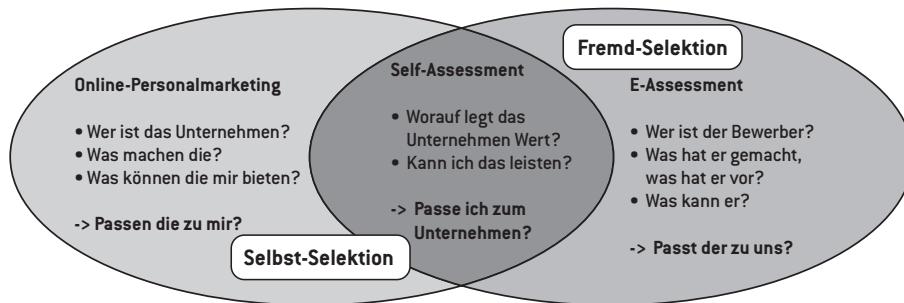 Fremd-Selektion
Online-Personalmarketing
• Wer ist das Unternehmen?
• Was machen die?
• Was können die mir bieten?
-> Passen die zu mir?
Selbst-Selektion
Self-Assessment
• Worauf legt das
Unternehmen Wert?
• Kann ich das leisten?
-> Passe ich zum
Unternehmen?
E-Assessment
• Wer ist der Bewerber?
• Was hat er gemacht,
was hat er vor?
• Was kann er?
-> Passt der zu uns?